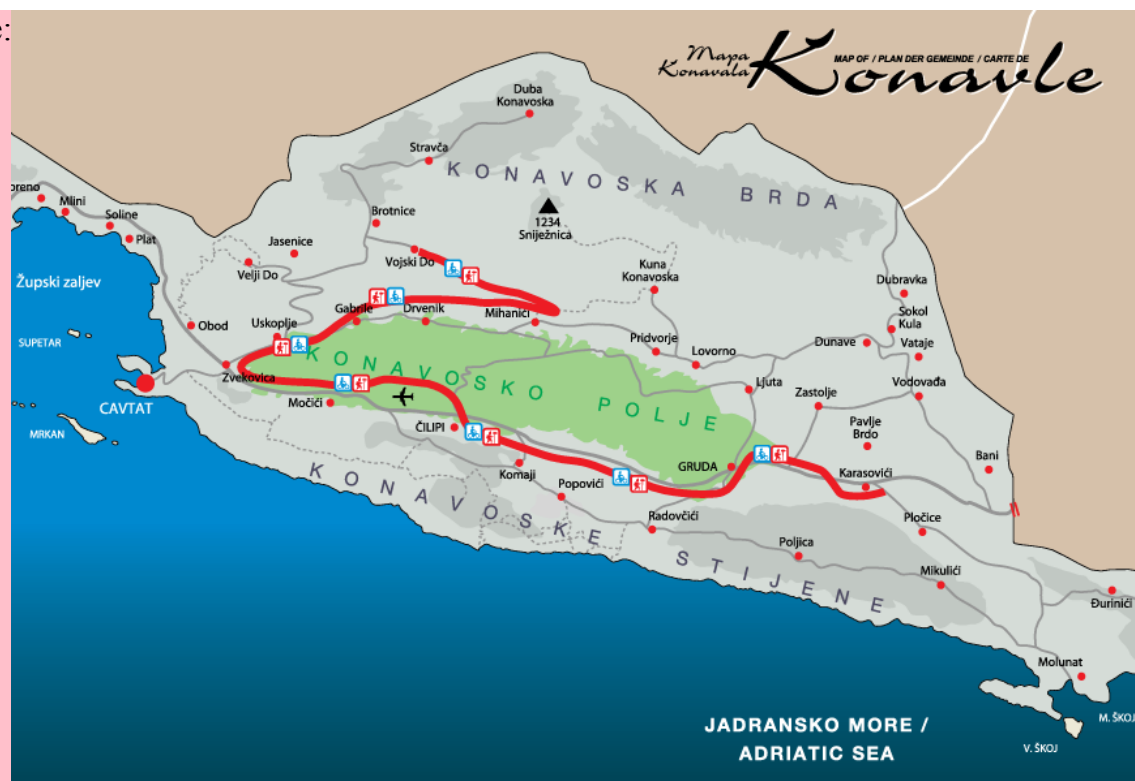 e:
Mapa
Konavala
MAP OF / PLAN DER GEMEINDE / CARTE DE
Konavle
Duba
Konavoska
Stravča
KONAVOSKA BRDA
1234
Sniježnica
Brotnice
Vojski Do
Jasenice
Velji Do
Mlini
Soline
Plat
Župski zaljev
Obod
SUPETAR
Uskoplje
Gabrile
Drvenik
Mihanići
Kuna
Konavoska
Pridvorje
Lovorno
Dubravka
Sokol
Kula
Dunave
Vataje
Vodovađa
Ljuta
Zastolje
Pavlje
Brdo
Bani
Zvekovica
CAVTAT
MRKAN
Močići
ČILIPI
KONAVOSKO POLJE
Komaji
Popovići
GRUDA
Karasovići
Radovčići
Pločice
Poljica
Mikulići
KONAVOSKE STIJENE
Đurinići
Molunat
M. ŠKOJ
V. ŠKOJ
JADRANSKO MORE /
ADRIATIC SEA